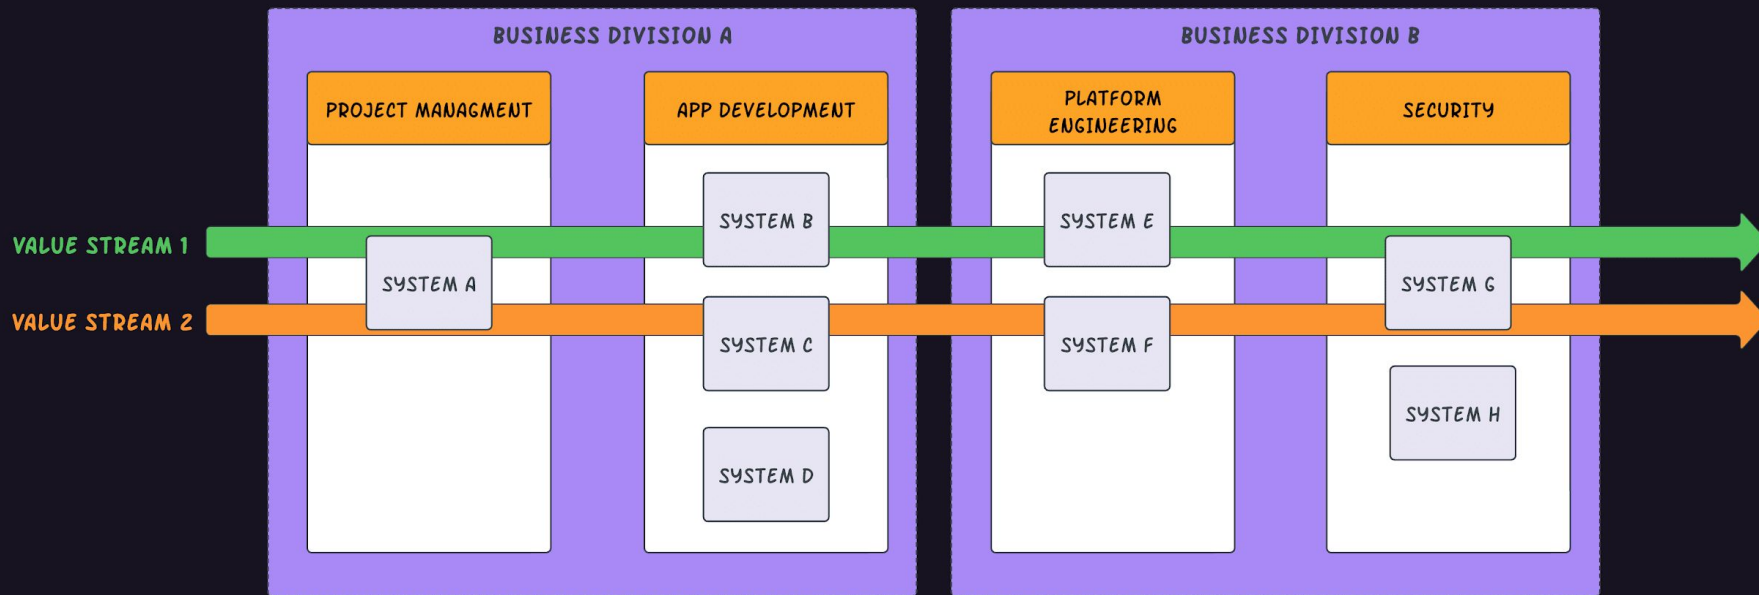 BUSINESS DIVISION A
BUSINESS DIVISION B
PROJECT MANAGMENT
APP DEVELOPMENT
PLATFORM
ENGINEERING
SECURITY
SYSTEM B
SYSTEM E
VALUE STREAM 1
SYSTEM A
SYSTEM G
VALUE STREAM 2
SYSTEM C
SYSTEM F
SYSTEM H
SYSTEM D